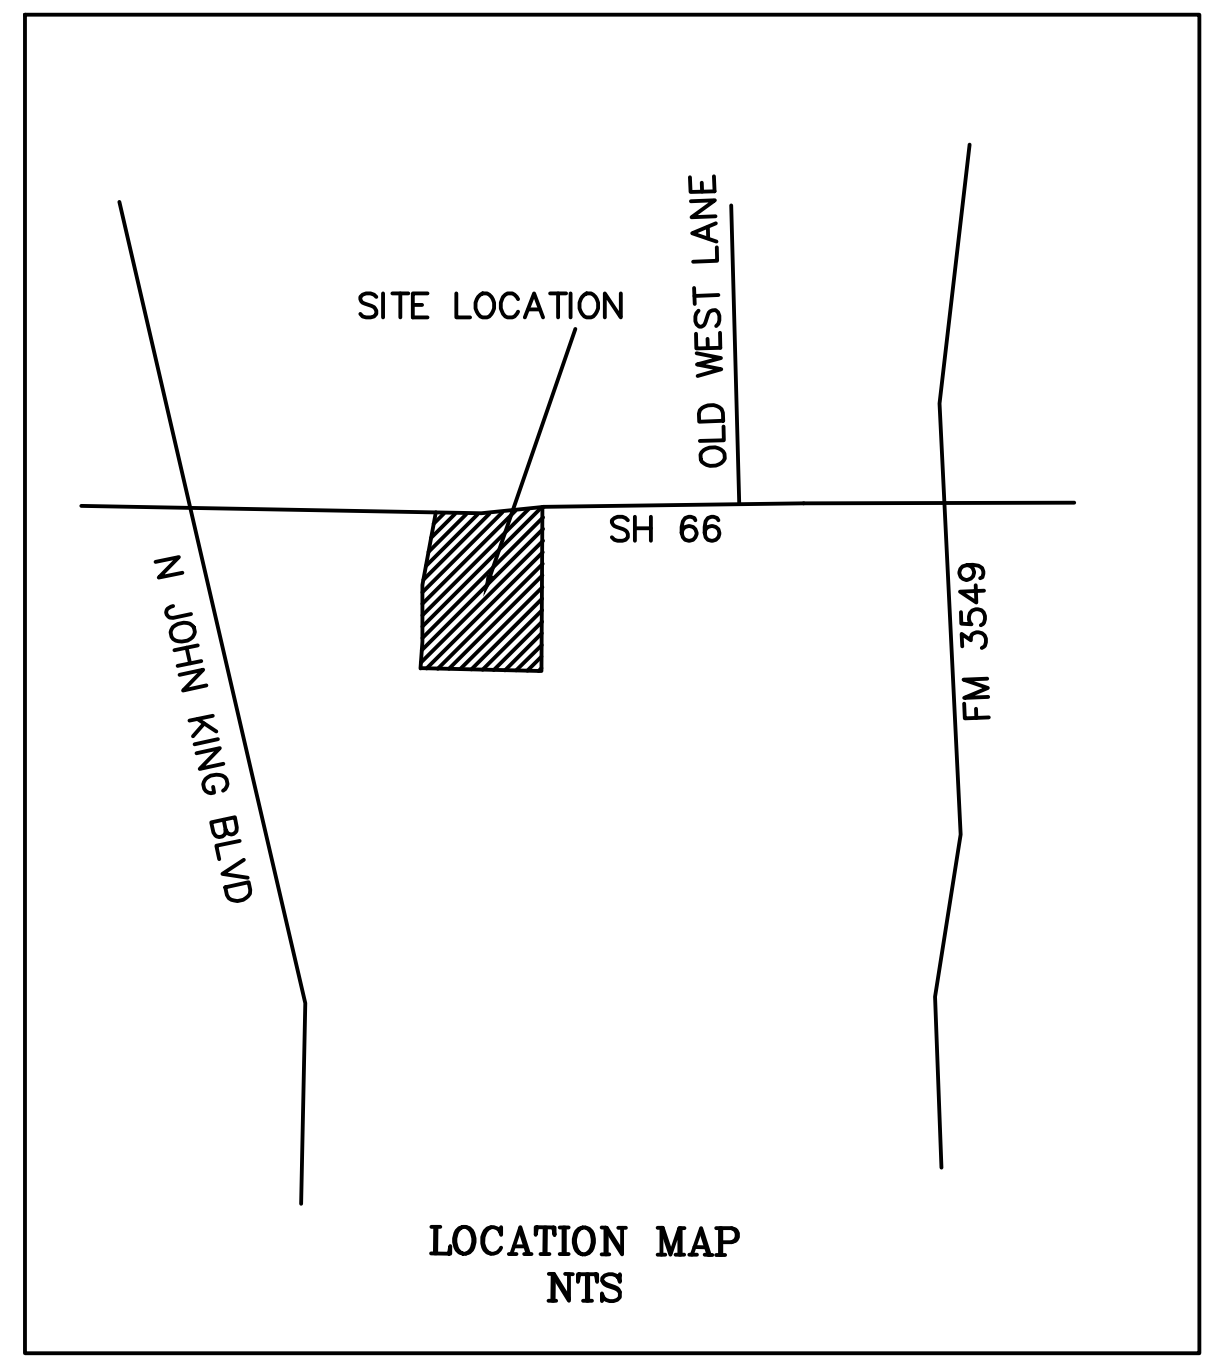 OLD WEST LANE
SITE LOCATION
SH 66
N JOHN KING BLVD
FM 3549
LOCATION MAP
NTS